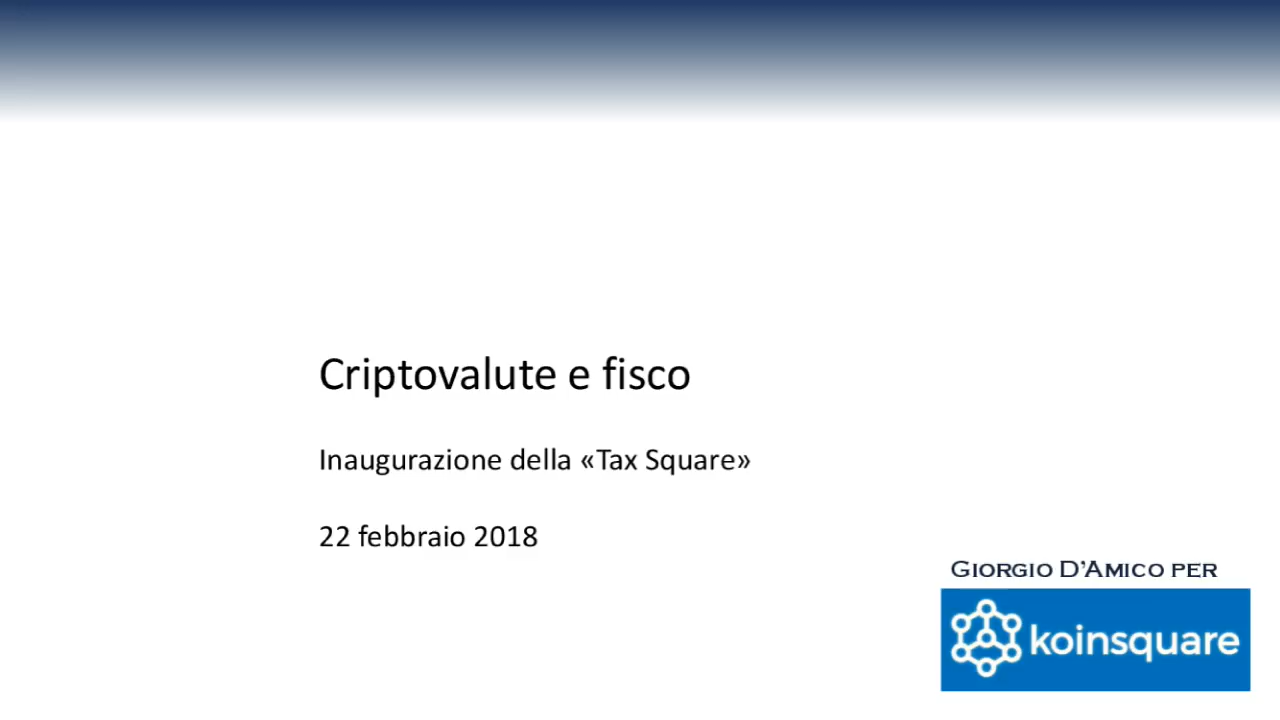 Criptovalute e fisco
Inaugurazione della «Tax Square»
22 febbraio 2018
GIORGIO D'AMICO PER
koinsquare